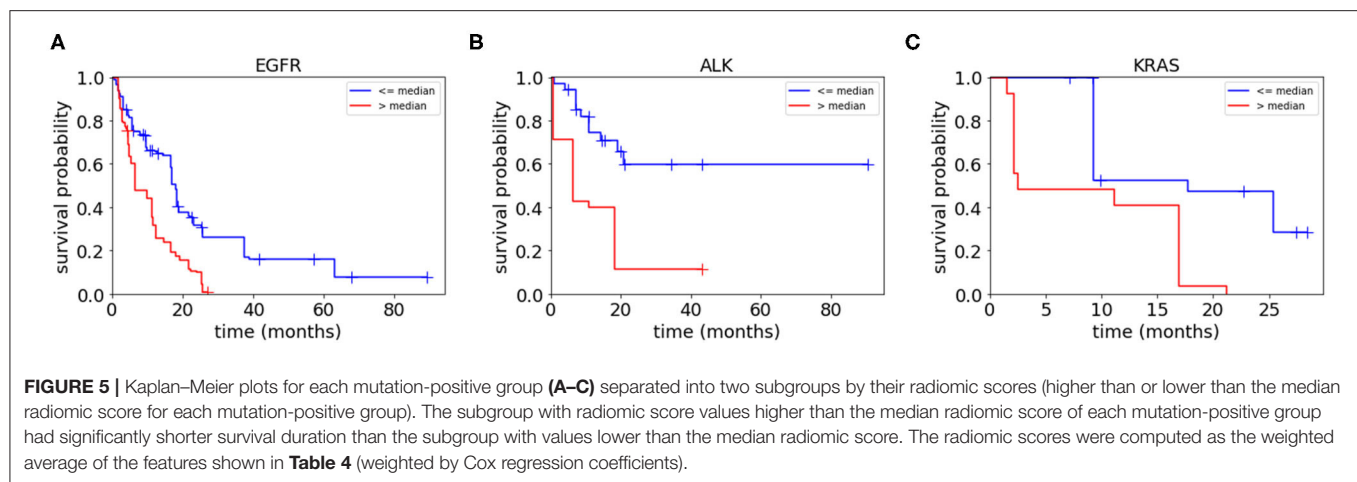 A
EGFR
<= median
> median
1.0
0.8
0.6
0.4
0.2
0.0
survival probability
0 20 40 60 80
time (months)
B
ALK
<= median
> median
1.0
0.8
0.6
0.4
0.2
0.0
survival probability
0 20 40 60 80
time (months)
C
KRAS
<= median
> median
1.0
0.8
0.6
0.4
0.2
0.0
survival probability
0 5 10 15 20 25
time (months)
FIGURE 5 | Kaplan–Meier plots for each mutation-positive group (A–C) separated into two subgroups by their radiomic scores (higher than or lower than the median
radiomic score for each mutation-positive group). The subgroup with radiomic score values higher than the median radiomic score of each mutation-positive group
had significantly shorter survival duration than the subgroup with values lower than the median radiomic score. The radiomic scores were computed as the weighted
average of the features shown in Table 4 (weighted by Cox regression coefficients).